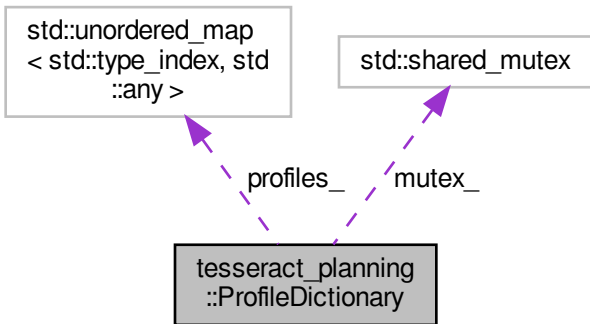 std::unordered_map
< std::type_index, std
::any >
std::shared_mutex
profiles_
mutex_
tesseract_planning
::ProfileDictionary